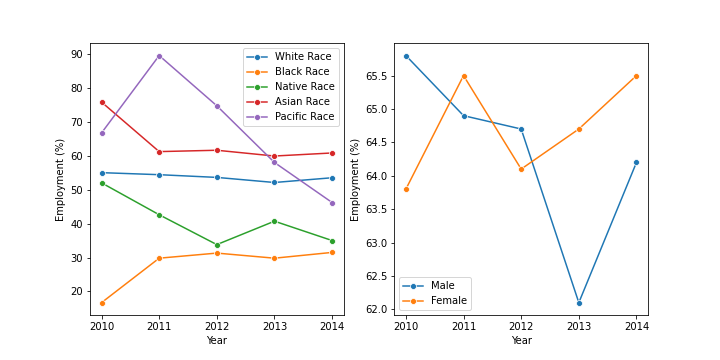 90
80
70
60
50
40
30
20
Employment (%)
2010 2011 2012 2013 2014
Year
White Race
Black Race
Native Race
Asian Race
Pacific Race
65.5
65.0
64.5
64.0
63.5
63.0
62.5
62.0
Employment (%)
2010 2011 2012 2013 2014
Year
Male
Female